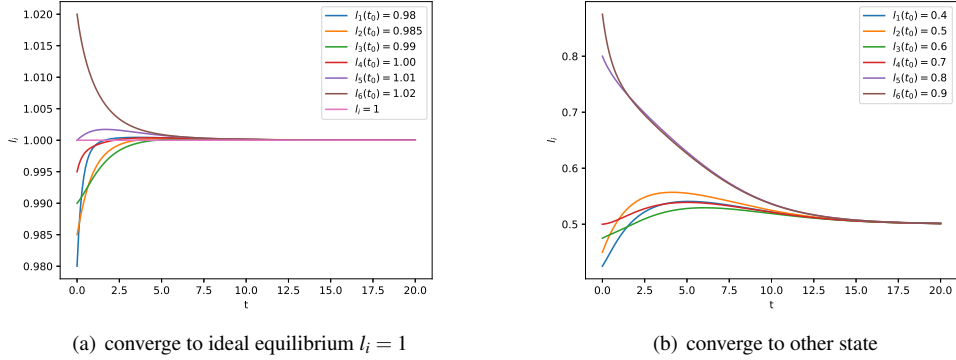 1.020
1.015
1.010
1.005
1.000
0.995
0.990
0.985
0.980
l_i
0.0 2.5 5.0 7.5 10.0 12.5 15.0 17.5 20.0
t
l_1(t_0) = 0.98
l_2(t_0) = 0.985
l_3(t_0) = 0.99
l_4(t_0) = 1.00
l_5(t_0) = 1.01
l_6(t_0) = 1.02
l_i = 1
(a) converge to ideal equilibrium l_i = 1
0.8
0.7
0.6
0.5
l_i
0.0 2.5 5.0 7.5 10.0 12.5 15.0 17.5 20.0
t
l_1(t_0) = 0.4
l_2(t_0) = 0.5
l_3(t_0) = 0.6
l_4(t_0) = 0.7
l_5(t_0) = 0.8
l_6(t_0) = 0.9
(b) converge to other state